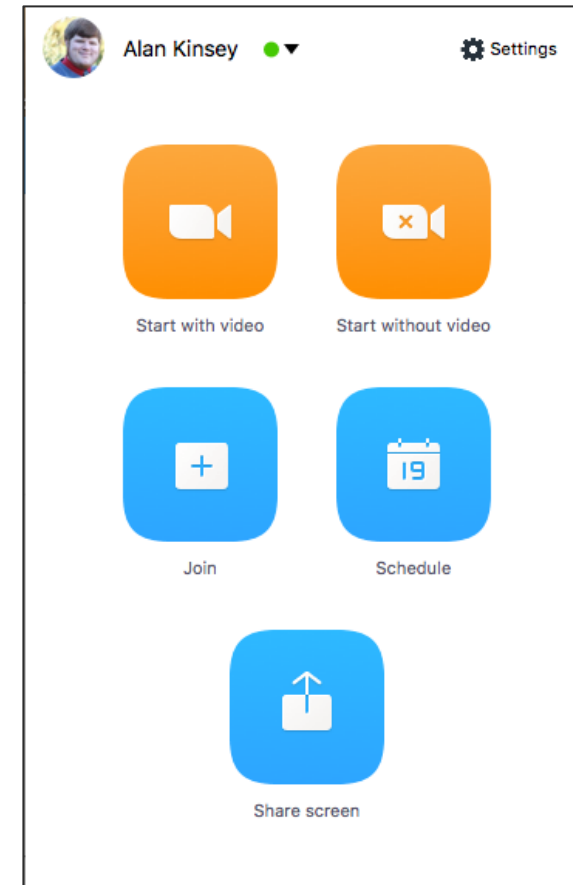 Alan Kinsey
Settings
Start with video
Start without video
Join
19
Schedule
Share screen